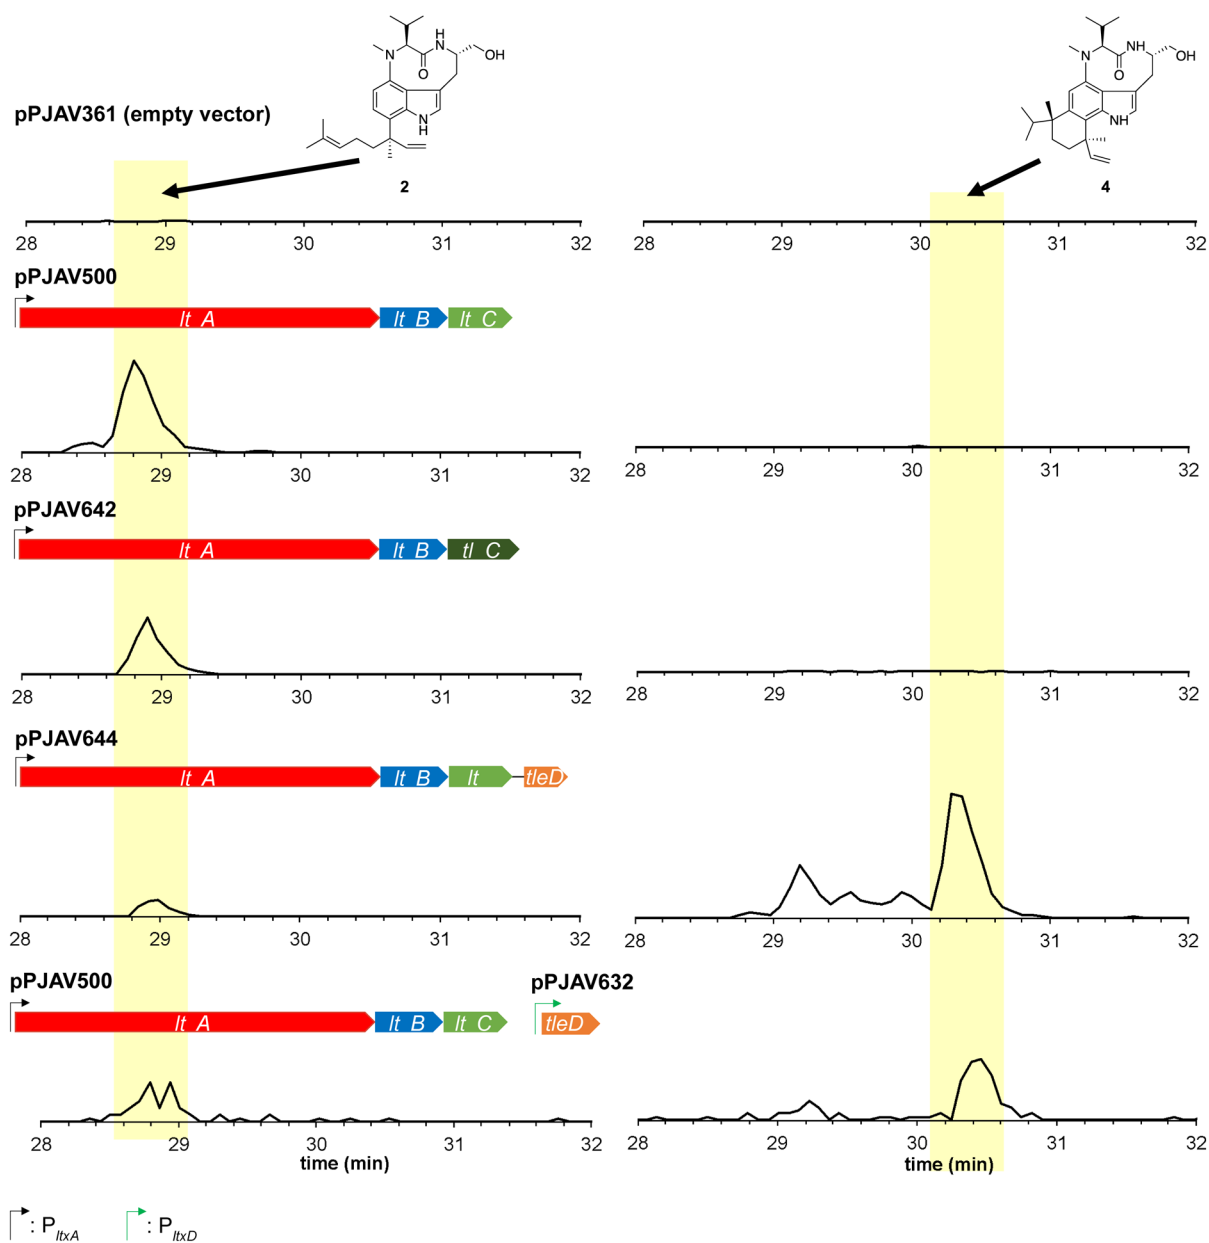 pPJAV361 (empty vector)
N
O
H
N
OH
NH
2
N
O
NH
OH
NH
4
28 29 30 31 32
28 29 30 31 32
pPJAV500
lt A lt B lt C
28 29 30 31 32
28 29 30 31 32
pPJAV642
lt A lt B tl C
28 29 30 31 32
28 29 30 31 32
pPJAV644
lt A lt B lt tleD
28 29 30 31 32
28 29 30 31 32
pPJAV500 pPJAV632
lt A lt B lt C tleD
28 29 30 31 32
time (min)
28 29 30 31 32
time (min)
: PltxA : PltxD